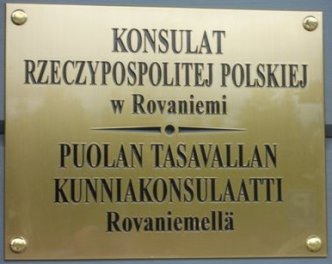 KONSULAT
RZECZYPOSPOLITEJ POLSKIEJ
w Rovaniemi
PUOLAN TASAVALLAN
KUNNIAKONSULAATTI
Rovaniemellä